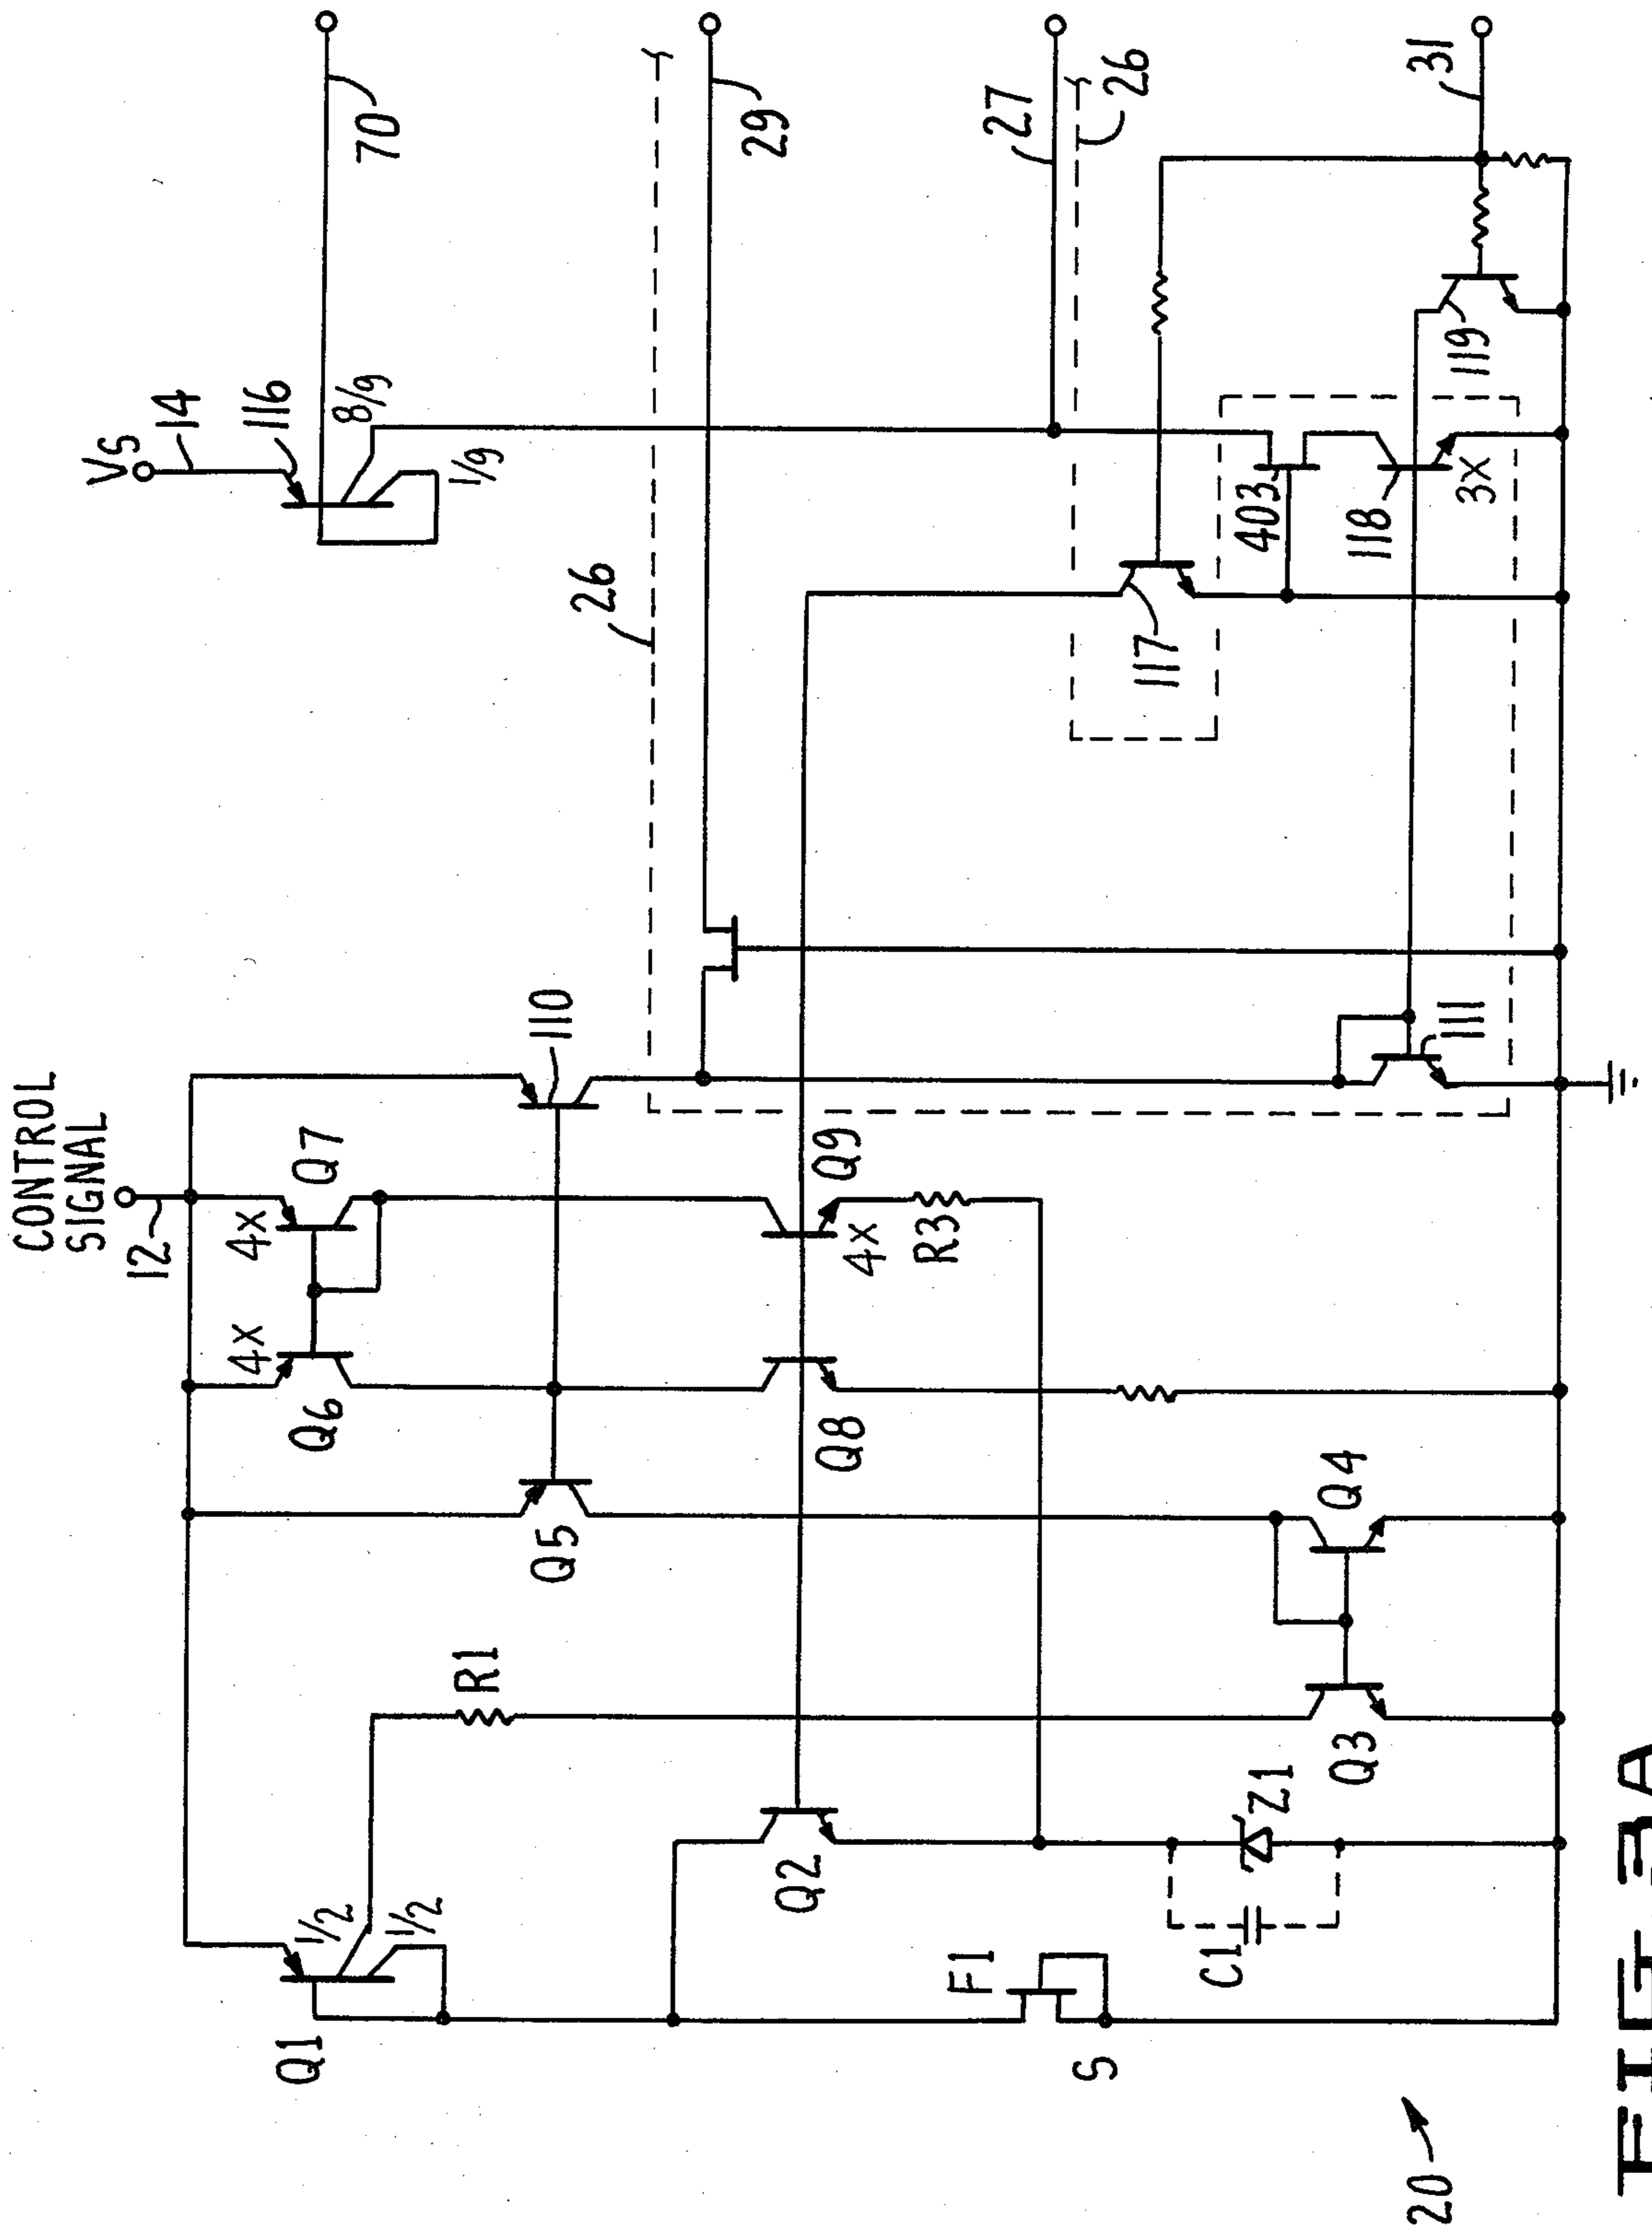 CONTROL
SIGNAL
12
VS
14
70
116
8/9
1/9
Q1
1/2
1/2
R1
Q5
Q6
4X
4X
Q7
110
26
29
27
26
31
Q2
Q8
Q9
4X
R3
117
403
118
3X
119
111
F1
S
C1
Z1
Q3
Q4
20